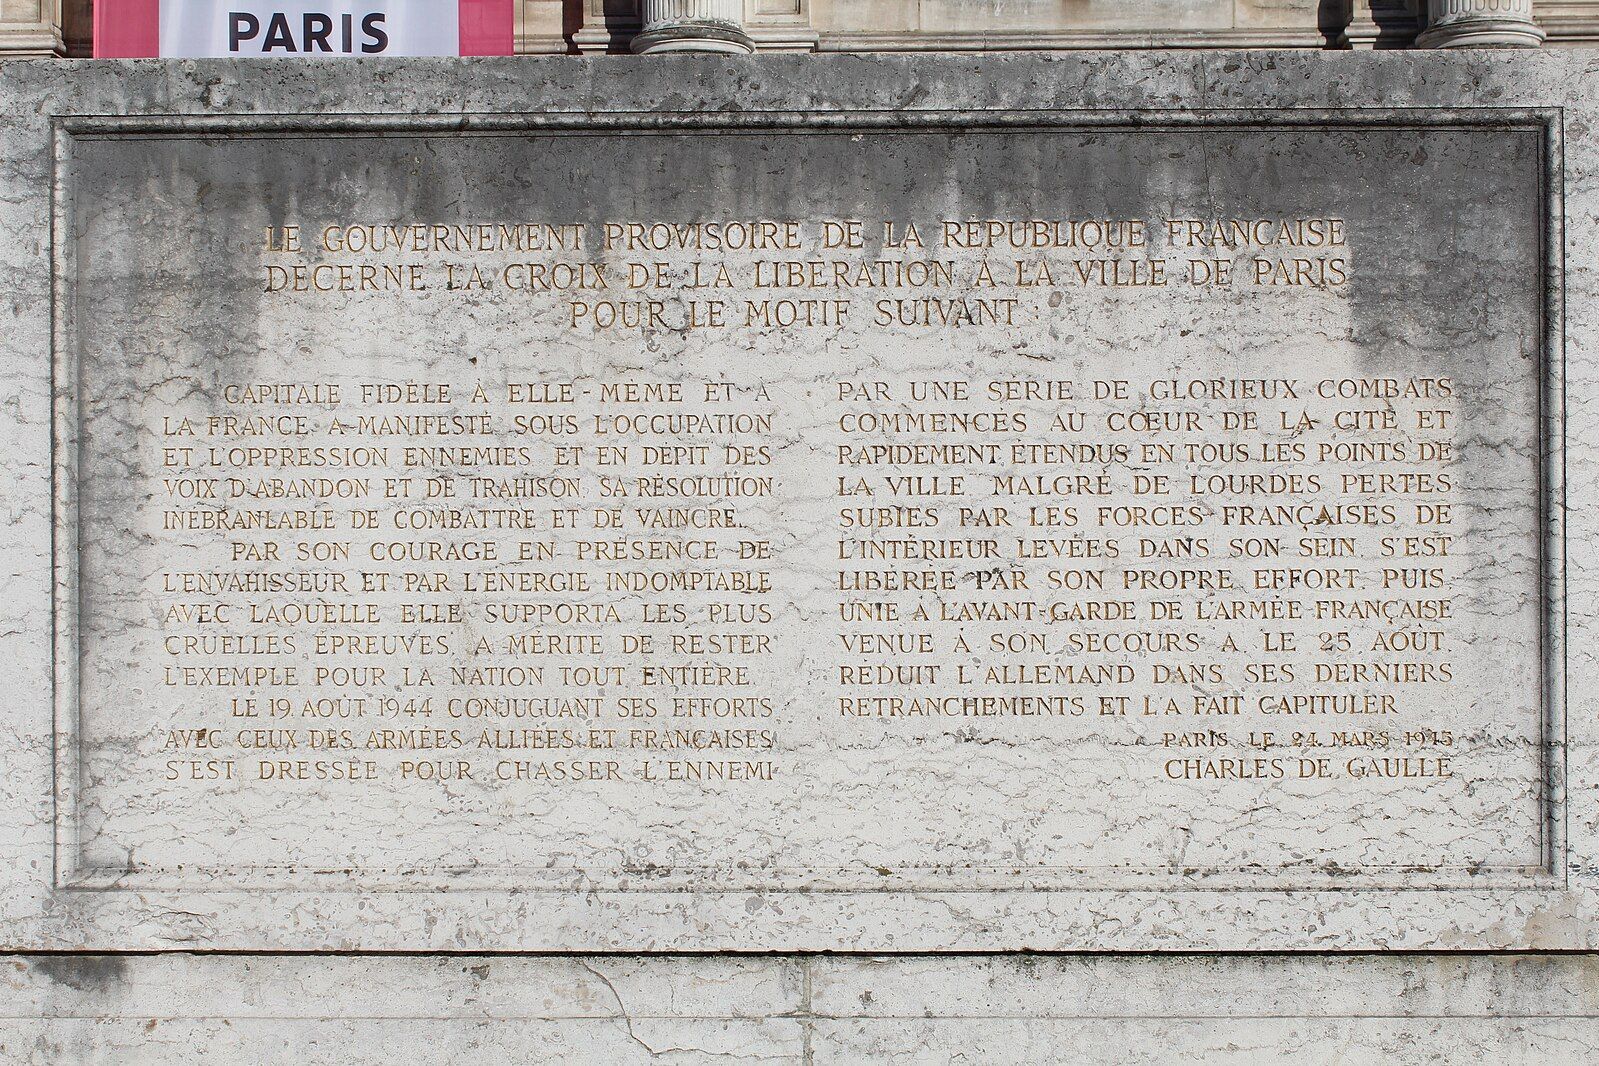 PARIS
LE GOUVERNEMENT PROVISOIRE DE LA RÉPUBLIQUE FRANÇAISE
DÉCERNE LA CROIX DE LA LIBÉRATION À LA VILLE DE PARIS
POUR LE MOTIF SUIVANT :
CAPITALE FIDÈLE À ELLE-MÊME ET À
LA FRANCE, A MANIFESTÉ SOUS L'OCCUPATION
ET L'OPPRESSION ENNEMIES, ET EN DÉPIT DES
VOIX D'ABANDON ET DE TRAHISON, SA RÉSOLUTION
INÉBRANLABLE DE COMBATTRE ET DE VAINCRE.
PAR SON COURAGE EN PRÉSENCE DE
L'ENVAHISSEUR ET PAR L'ÉNERGIE INDOMPTABLE
AVEC LAQUELLE ELLE SUPPORTA LES PLUS
CRUELLES ÉPREUVES, A MÉRITÉ DE RESTER
L'EXEMPLE POUR LA NATION TOUT ENTIÈRE.
LE 19 AOÛT 1944 CONJUGUANT SES EFFORTS
AVEC CEUX DES ARMÉES ALLIÉES ET FRANÇAISES
S'EST DRESSÉE POUR CHASSER L'ENNEMI
PAR UNE SÉRIE DE GLORIEUX COMBATS
COMMENCÉS AU CŒUR DE LA CITÉ ET
RAPIDEMENT ÉTENDUS EN TOUS LES POINTS DE
LA VILLE MALGRÉ DE LOURDES PERTES
SUBIES PAR LES FORCES FRANÇAISES DE
L'INTÉRIEUR LEVÉES DANS SON SEIN, S'EST
LIBÉRÉE PAR SON PROPRE EFFORT, PUIS,
UNIE À L'AVANT-GARDE DE L'ARMÉE FRANÇAISE
VENUE À SON SECOURS A, LE 25 AOÛT,
RÉDUIT L'ALLEMAND DANS SES DERNIERS
RETRANCHEMENTS ET L'A FAIT CAPITULER
PARIS, LE 24 MARS 1945
CHARLES DE GAULLE